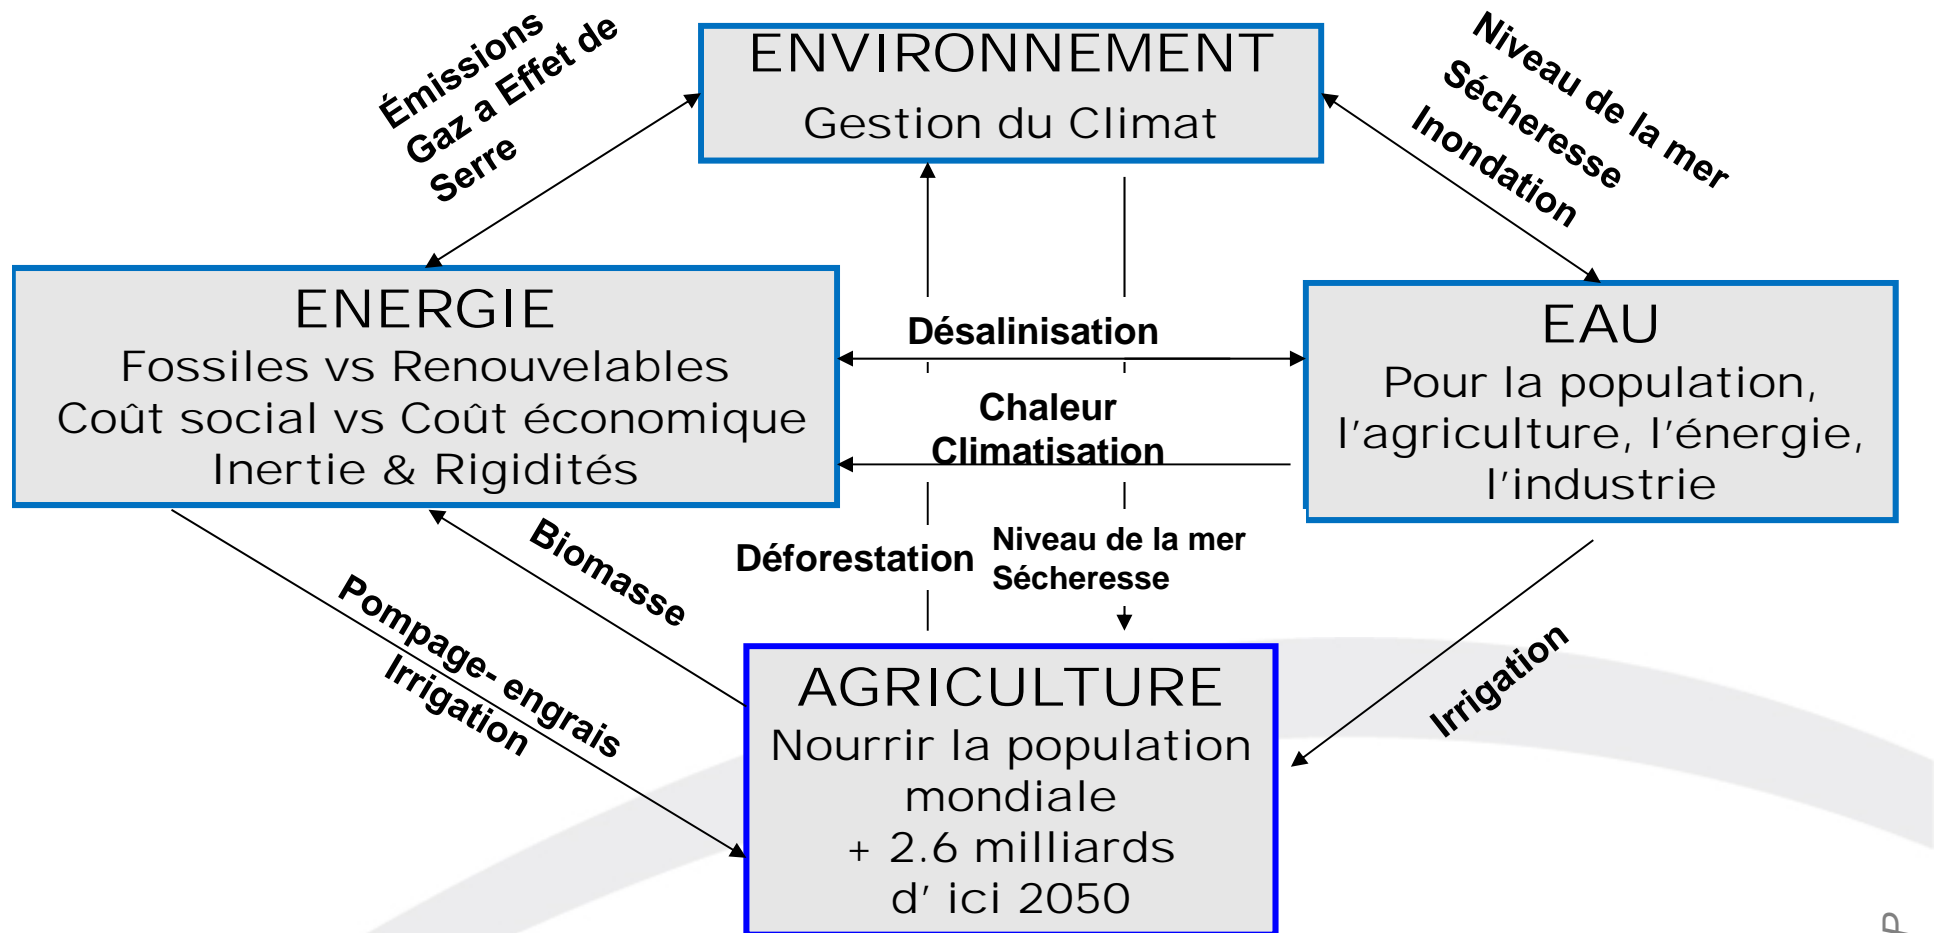 Émissions
Gaz a Effet de
Serre
ENVIRONNEMENT
Gestion du Climat
Niveau de la mer
Sécheresse
Inondation
ENERGIE
Fossiles vs Renouvelables
Coût social vs Coût économique
Inertie & Rigidités
Désalinisation
Chaleur
Climatisation
EAU
Pour la population,
l'agriculture, l'énergie,
l'industrie
Biomasse
Pompage- engrais
Irrigation
Déforestation
Niveau de la mer
Sécheresse
Irrigation
AGRICULTURE
Nourrir la population
mondiale
+ 2.6 milliards
d' ici 2050
P